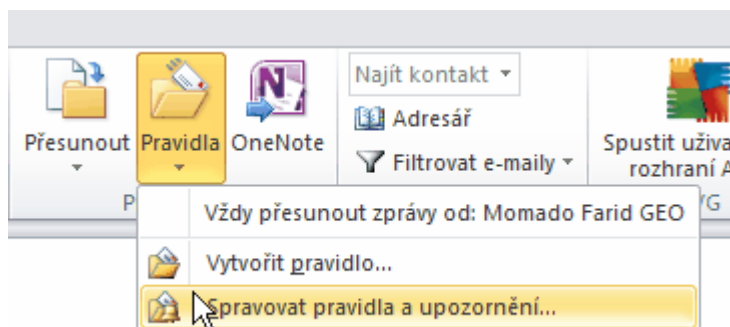 Najít kontakt
Adresář
Přesunout Pravidla OneNote
Filtrovat e-maily
Spustit uživa
rozhraní A
P
/G
Vždy přesunout zprávy od: Momado Farid GEO
Vytvořit pravidlo...
Spravovat pravidla a upozornění...